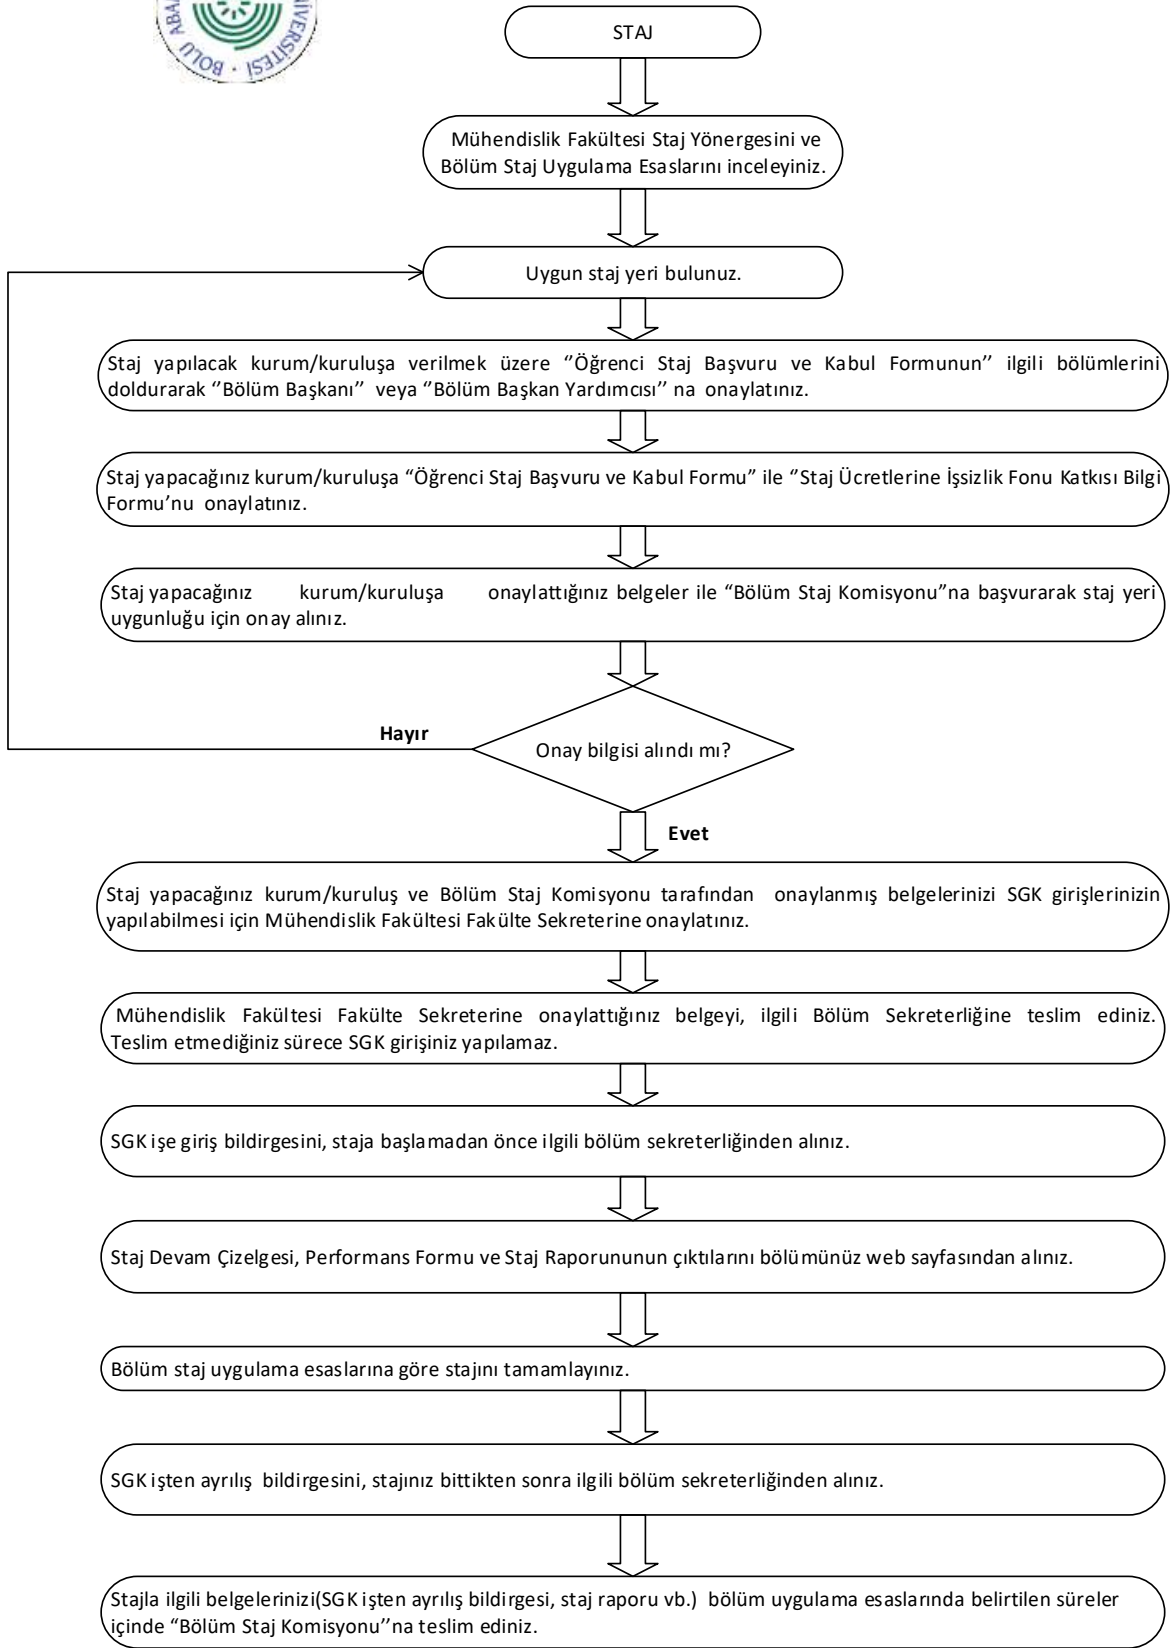 BOLU ABA
ÜNİVERSİTESİ
STAJ
Mühendislik Fakültesi Staj Yönergesini ve
Bölüm Staj Uygulama Esaslarını inceleyiniz.
Uygun staj yeri bulunuz.
Staj yapılacak kurum/kuruluşa verilmek üzere ‘’Öğrenci Staj Başvuru ve Kabul Formunun’’ ilgili bölümlerini
doldurarak ‘’Bölüm Başkanı’’ veya ‘’Bölüm Başkan Yardımcısı’’ na onaylatınız.
Staj yapacağınız kurum/kuruluşa “Öğrenci Staj Başvuru ve Kabul Formu” ile ‘’Staj Ücretlerine İşsizlik Fonu Katkısı Bilgi
Formu’nu onaylatınız.
Staj yapacağınız kurum/kuruluşa onaylattığınız belgeler ile “Bölüm Staj Komisyonu”na başvurarak staj yeri
uygunluğu için onay alınız.
Onay bilgisi alındı mı?
Hayır
Evet
Staj yapacağınız kurum/kuruluş ve Bölüm Staj Komisyonu tarafından onaylanmış belgelerinizi SGK girişlerinizin
yapılabilmesi için Mühendislik Fakültesi Fakülte Sekreterine onaylatınız.
Mühendislik Fakültesi Fakülte Sekreterine onaylattığınız belgeyi, ilgili Bölüm Sekreterliğine teslim ediniz.
Teslim etmediğiniz sürece SGK girişiniz yapılamaz.
SGK işe giriş bildirgesini, staja başlamadan önce ilgili bölüm sekreterliğinden alınız.
Staj Devam Çizelgesi, Performans Formu ve Staj Raporununun çıktılarını bölümünüz web sayfasından alınız.
Bölüm staj uygulama esaslarına göre stajını tamamlayınız.
SGK işten ayrılış bildirgesini, stajınız bittikten sonra ilgili bölüm sekreterliğinden alınız.
Stajla ilgili belgelerinizi(SGK işten ayrılış bildirgesi, staj raporu vb.) bölüm uygulama esaslarında belirtilen süreler
içinde “Bölüm Staj Komisyonu’’na teslim ediniz.